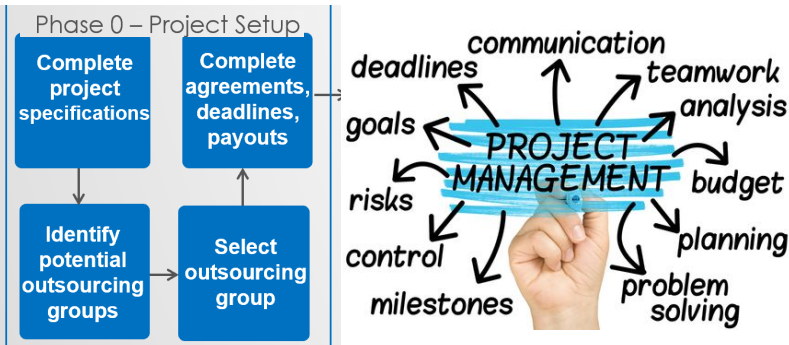 Phase 0 – Project Setup
Complete
project
specifications
Identify
potential
outsourcing
groups
Select
outsourcing
group
Complete
agreements,
deadlines,
payouts
communication
deadlines
teamwork
analysis
goals
PROJECT
MANAGEMENT
budget
risks
planning
control
problem
solving
milestones